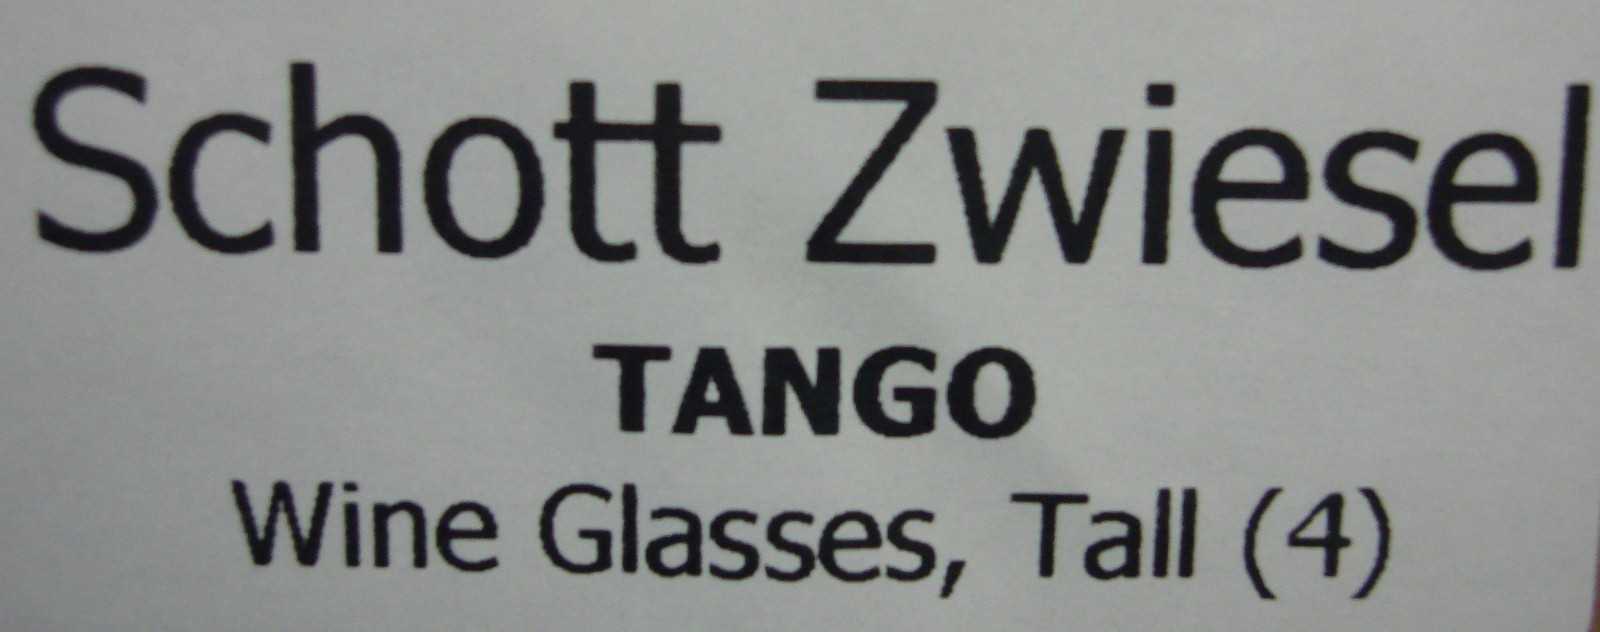 Schott Zwiesel
TANGO
Wine Glasses, Tall (4)